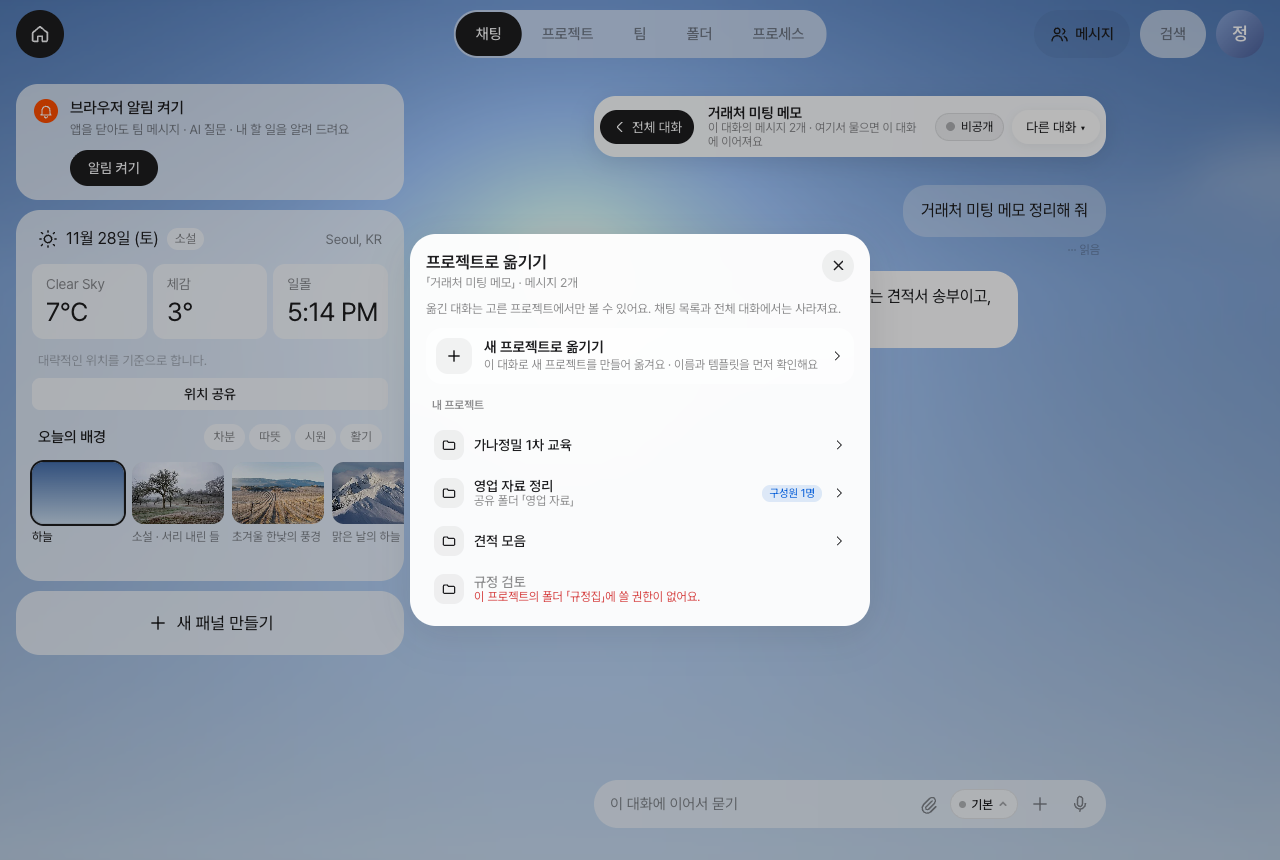 채팅
프로젝트
팀
폴더
프로세스
메시지
검색
정
브라우저 알림 켜기
앱을 닫아도 팀 메시지 · AI 질문 · 내 할 일을 알려 드려요
알림 켜기
11월 28일 (토)
소설
Seoul, KR
Clear Sky
7°C
체감
3°
일몰
5:14 PM
대략적인 위치를 기준으로 합니다.
위치 공유
오늘의 배경
차분
따뜻
시원
활기
하늘
소설 · 서리 내린 들
초겨울 한낮의 풍경
맑은 날의 하늘
새 패널 만들기
전체 대화
거래처 미팅 메모
이 대화의 메시지 2개 · 여기서 물으면 이 대화
에 이어져요
비공개
다른 대화
거래처 미팅 메모 정리해 줘
읽음
는 견적서 송부이고,
프로젝트로 옮기기
「거래처 미팅 메모」 · 메시지 2개
옮긴 대화는 고른 프로젝트에서만 볼 수 있어요. 채팅 목록과 전체 대화에서는 사라져요.
새 프로젝트로 옮기기
이 대화로 새 프로젝트를 만들어 옮겨요 · 이름과 템플릿을 먼저 확인해요
내 프로젝트
가나정밀 1차 교육
영업 자료 정리
공유 폴더 「영업 자료」
구성원 1명
견적 모음
규정 검토
이 프로젝트의 폴더 「규정집」에 쓸 권한이 없어요.
이 대화에 이어서 묻기
기본